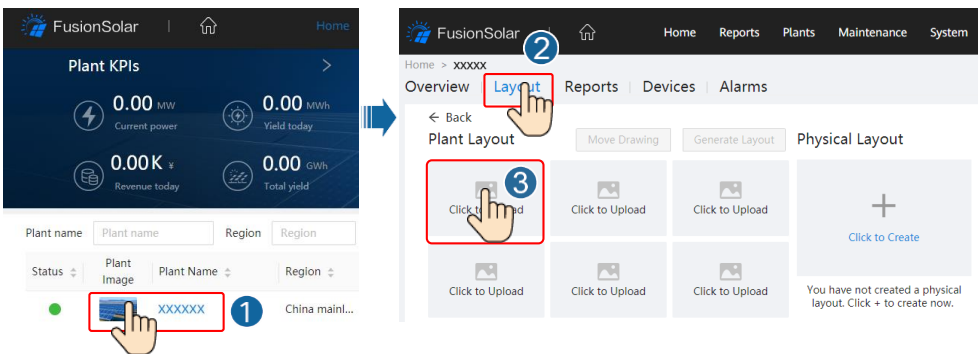 FusionSolar
Home
Plant KPIs
>
0.00 MW
Current power
0.00 MWh
Yield today
0.00K ¥
Revenue today
0.00 GWh
Total yield
Plant name
Plant name
Region
Region
Status
Plant Image
Plant Name
Region
XXXXXX
1
China mainl...
FusionSolar
2
Home Reports Plants Maintenance System
Home > XXXXX
Overview Layout Reports Devices Alarms
← Back
Plant Layout
Move Drawing
Generate Layout
Physical Layout
3
Click to Upload
Click to Upload
Click to Upload
+
Click to Create
Click to Upload
Click to Upload
Click to Upload
You have not created a physical
layout. Click + to create now.